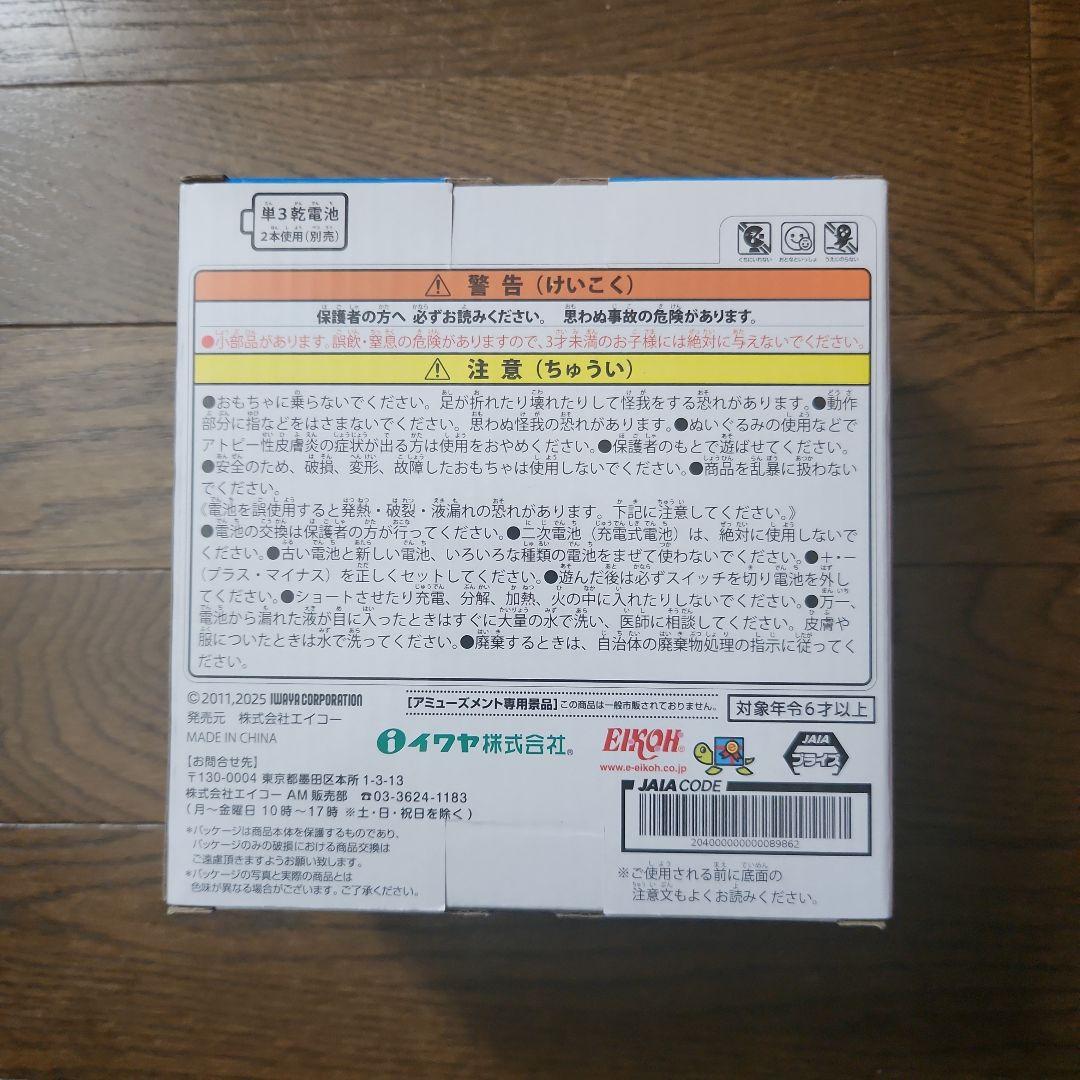 単3乾電池
2本使用(別売)
くちにいれない おとなといっしょ うえにのらない
警告(けいこく)
保護者の方へ 必ずお読みください。 思わぬ事故の危険があります。
●小部品があります。誤飲・窒息の危険がありますので、3才未満のお子様には絶対に与えないでください。
注意(ちゅうい)
●おもちゃに乗らないでください。足が折れたり壊れたりして怪我をする恐れがあります。●動作
部分に指などをはさまないでください。思わぬ怪我の恐れがあります。●ぬいぐるみの使用などで
アトピー性皮膚炎の症状が出る方は使用をおやめください。●保護者のもとで遊ばせてください。
●安全のため、破損、変形、故障したおもちゃは使用しないでください。●商品を乱暴に扱わない
でください。
《電池を誤使用すると発熱・破裂・液漏れの恐れがあります。下記に注意してください。》
●電池の交換は保護者の方が行ってください。●二次電池(充電式電池)は、絶対に使用しないで
ください。●古い電池と新しい電池、いろいろな種類の電池をまぜて使わないでください。●+・−
(プラス・マイナス)を正しくセットしてください。●遊んだ後は必ずスイッチを切り電池を外し
てください。●ショートさせたり充電、分解、加熱、火の中に入れたりしないでください。●万一、
電池から漏れた液が目に入ったときはすぐに大量の水で洗い、医師に相談してください。皮膚や
服についたときは水で洗ってください。●廃棄するときは、自治体の廃棄物処理の指示に従ってく
ださい。
©2011,2025 IWAYA CORPORATION
発売元 株式会社エイコー
MADE IN CHINA
[アミューズメント専用景品]この商品は一般市販されておりません。
対象年令6才以上
イワヤ株式会社®
EIKOH®
www.e-eikoh.co.jp
JAIA
プライズ
【お問合せ先】
〒130-0004 東京都墨田区本所1-3-13
株式会社エイコー AM販売部 ☎03-3624-1183
(月〜金曜日10時〜17時 ※土・日・祝日を除く)
*パッケージは商品本体を保護するものであり、
パッケージのみの破損における商品交換は
ご遠慮頂きますようお願い致します。
*パッケージの写真と実際の商品とは
色味が異なる場合がございます。ご了承ください。
JAIA CODE
20400000000089862
※ご使用される前に底面の
注意文もよくお読みください。